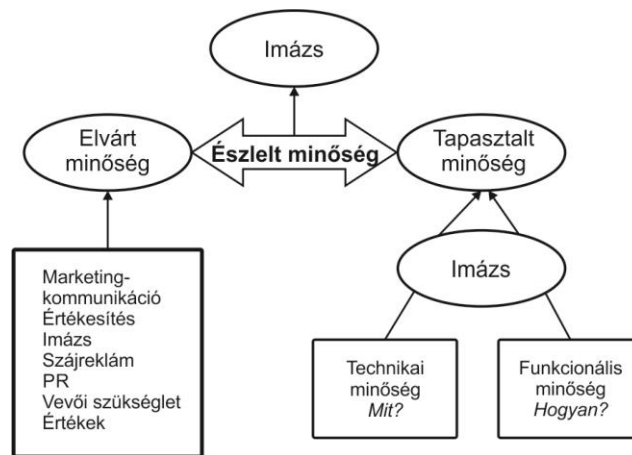 Imázs
Elvárt
minőség
Észlelt minőség
Tapasztalt
minőség
Marketing-
kommunikáció
Értékesítés
Imázs
Szájreklám
PR
Vevői szükséglet
Értékek
Imázs
Technikai
minőség
Mit?
Funkcionális
minőség
Hogyan?